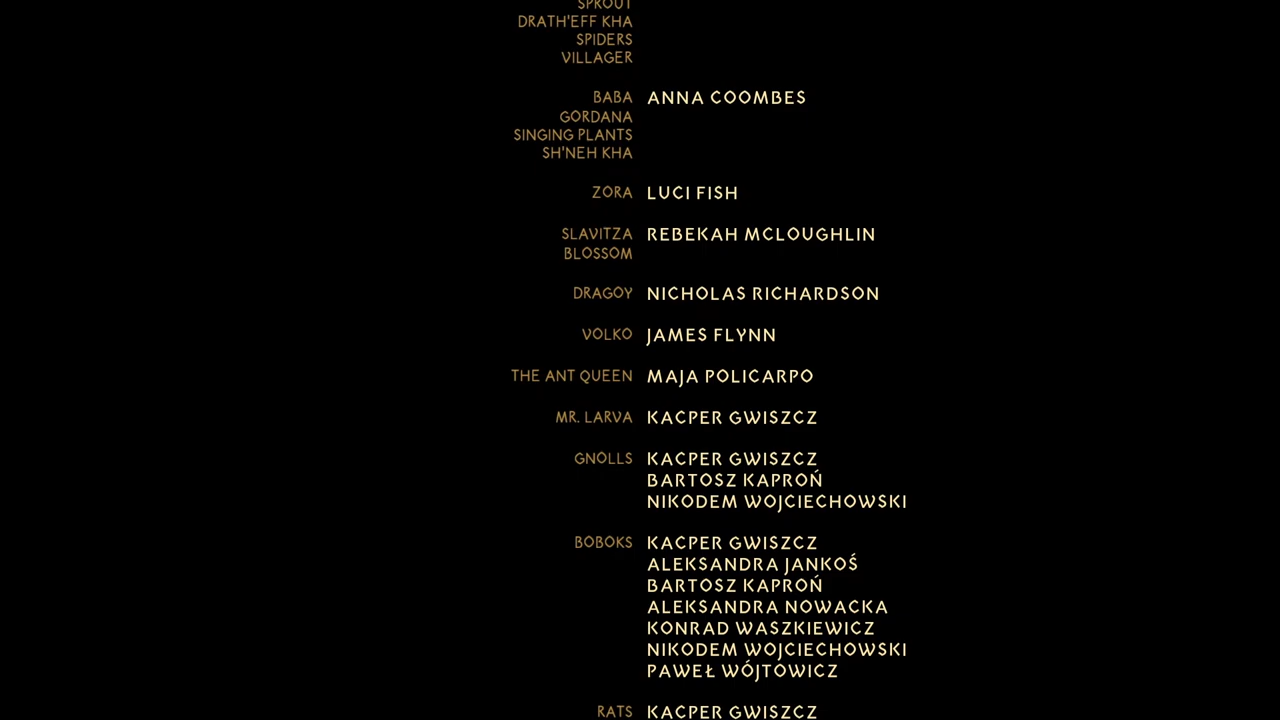 SPROUT
DRATH'EFF KHA
SPIDERS
VILLAGER
BABA ANNA COOMBES
GORDANA
SINGING PLANTS
SH'NEH KHA
ZORA LUCI FISH
SLAVITZA REBEKAH MCLOUGHLIN
BLOSSOM
DRAGOY NICHOLAS RICHARDSON
VOLKO JAMES FLYNN
THE ANT QUEEN MAJA POLICARPO
MR. LARVA KACPER GWISZCZ
GNOLLS KACPER GWISZCZ
BARTOSZ KAPROŃ
NIKODEM WOJCIECHOWSKI
BOBOKS KACPER GWISZCZ
ALEKSANDRA JANKOŚ
BARTOSZ KAPROŃ
ALEKSANDRA NOWACKA
KONRAD WASZKIEWICZ
NIKODEM WOJCIECHOWSKI
PAWEŁ WÓJTOWICZ
RATS KACPER GWISZCZ